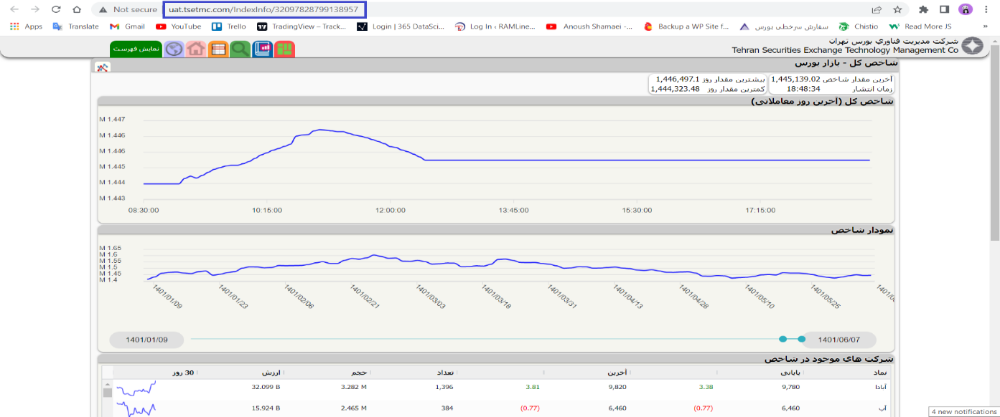 Not secure
uat.tsetmc.com/IndexInfo/32097828799138957
Apps Translate Gmail YouTube Trello TradingView – Track... Login | 365 DataSci... Log In ‹ RAMLine... Anoush Shamaei -... Backup a WP Site f... سفارش سرخطی بورس Chistio Read More JS »
شرکت مدیریت فناوری بورس تهران
Tehran Securities Exchange Technology Management Co
نمایش فهرست
شاخص کل - بازار بورس
آخرین مقدار شاخص 1,445,139.02 بیشترین مقدار روز 1,446,497.1
زمان انتشار 18:48:34 کمترین مقدار روز 1,444,323.48
شاخص کل (آخرین روز معاملاتی)
M 1.447
M 1.446
M 1.446
M 1.445
M 1.444
M 1.443
08:30:00 10:15:00 12:00:00 13:45:00 15:30:00 17:15:00
نمودار شاخص
M 1.65
M 1.6
M 1.55
M 1.5
M 1.45
M 1.4
1401/01/09 1401/01/23 1401/02/06 1401/02/21 1401/03/03 1401/03/18 1401/03/31 1401/04/13 1401/04/28 1401/05/10 1401/05/25
1401/01/09 1401/06/07
شرکت های موجود در شاخص
نماد پایانی آخرین تعداد حجم ارزش 30 روز
آبادا 9,780 3.38 9,820 3.81 1,396 3.282 M 32.099 B
آب 6,460 (0.77) 6,460 (0.77) 384 2.465 M 15.924 B
4 new notifications